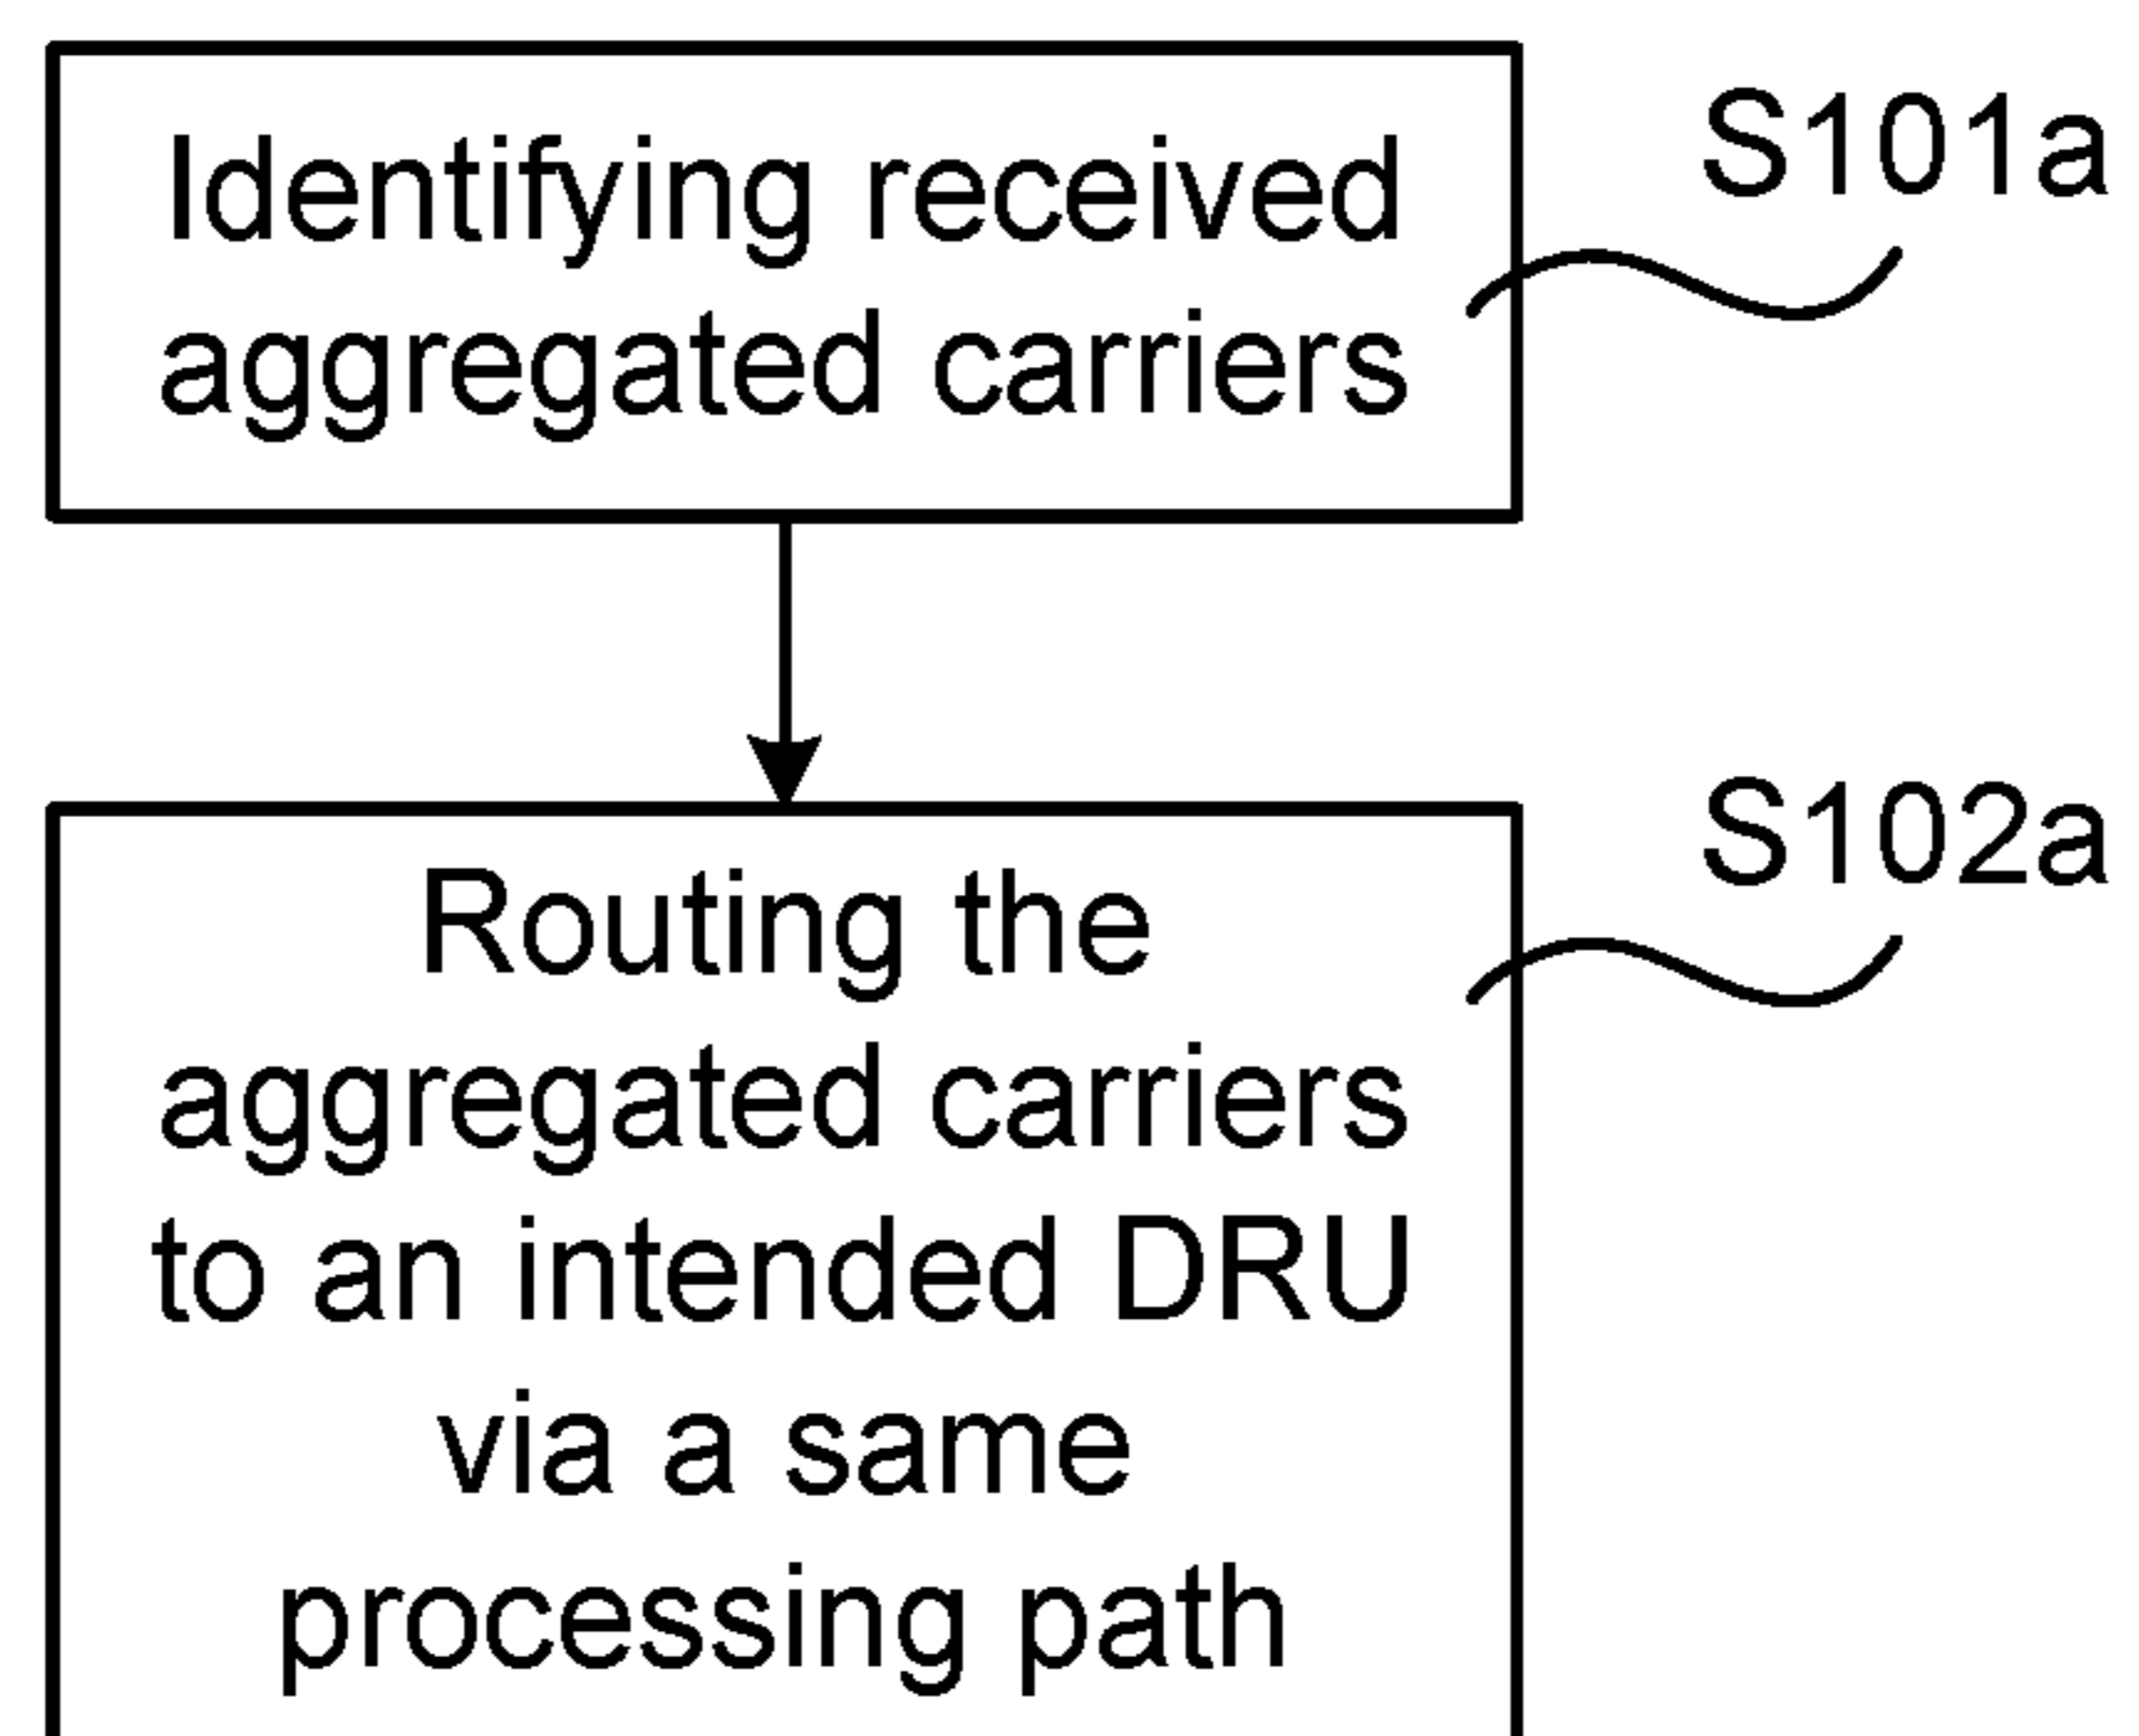 Identifying received
aggregated carriers
S101a
Routing the
aggregated carriers
to an intended DRU
via a same
processing path
S102a